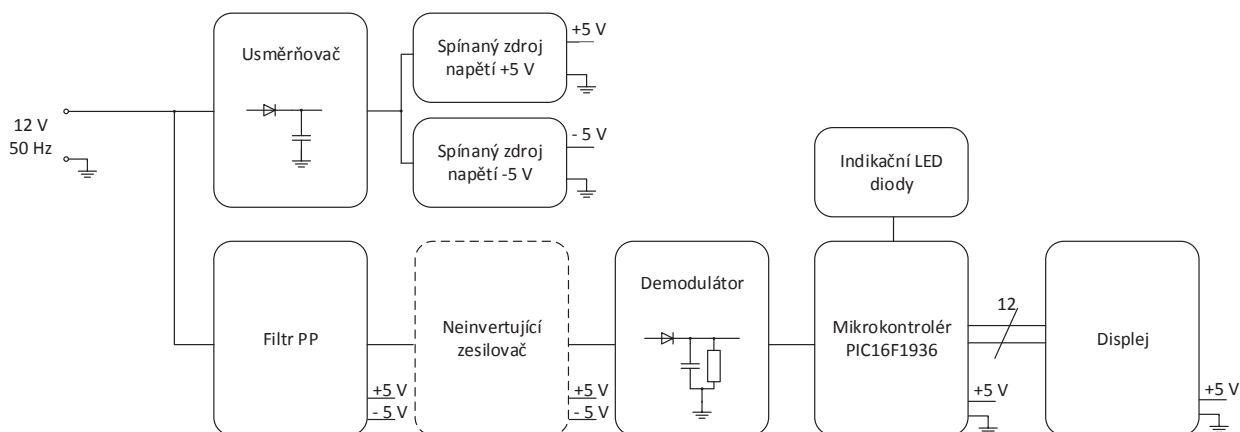 Usměrňovač
Spínaný zdroj
napětí +5 V
+5 V
12 V
50 Hz
Spínaný zdroj
napětí -5 V
- 5 V
Indikační LED
diody
Filtr PP
+5 V
- 5 V
Neinvertující
zesilovač
+5 V
- 5 V
Demodulátor
Mikrokontrolér
PIC16F1936
+5 V
12
Displej
+5 V